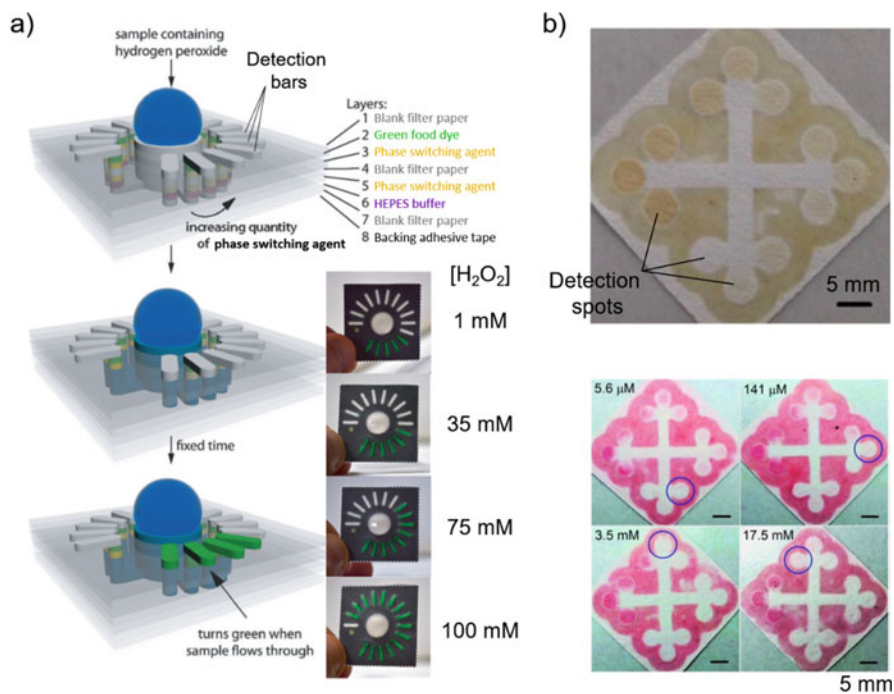 a)
sample containing
hydrogen peroxide
Detection
bars
Layers:
1 Blank filter paper
2 Green food dye
3 Phase switching agent
4 Blank filter paper
5 Phase switching agent
6 HEPES buffer
7 Blank filter paper
8 Backing adhesive tape
increasing quantity
of phase switching agent
[H₂O₂]
1 mM
35 mM
fixed time
75 mM
100 mM
turns green when
sample flows through
b)
Detection
spots
5 mm
5.6 µM
141 µM
3.5 mM
17.5 mM
5 mm